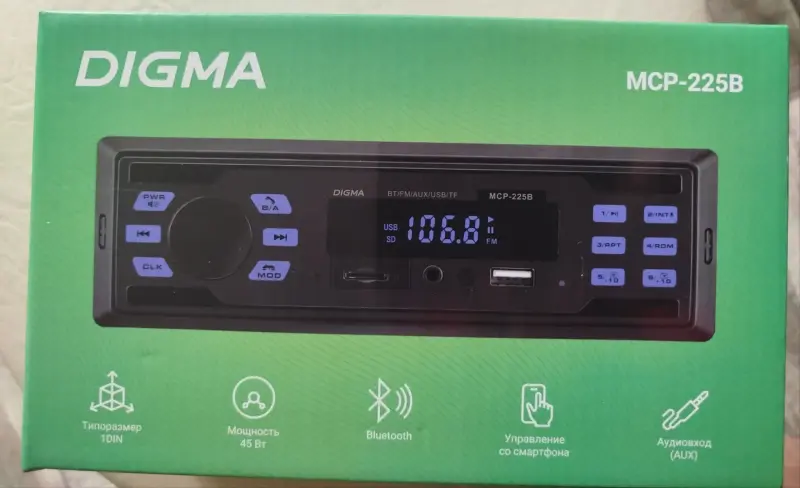 DIGMA
MCP-225B
DIGMA BT/FM/AUX/USB/TF MCP-225B
PWR
B/A
CLK
MOD
USB
SD
106.8
FM
1/
2/INT
3/RPT
4/RDM
5/
-10
6/
+10
Типоразмер
1DIN
Мощность
45 Вт
Bluetooth
Управление
со смартфона
Аудиовход
(AUX)